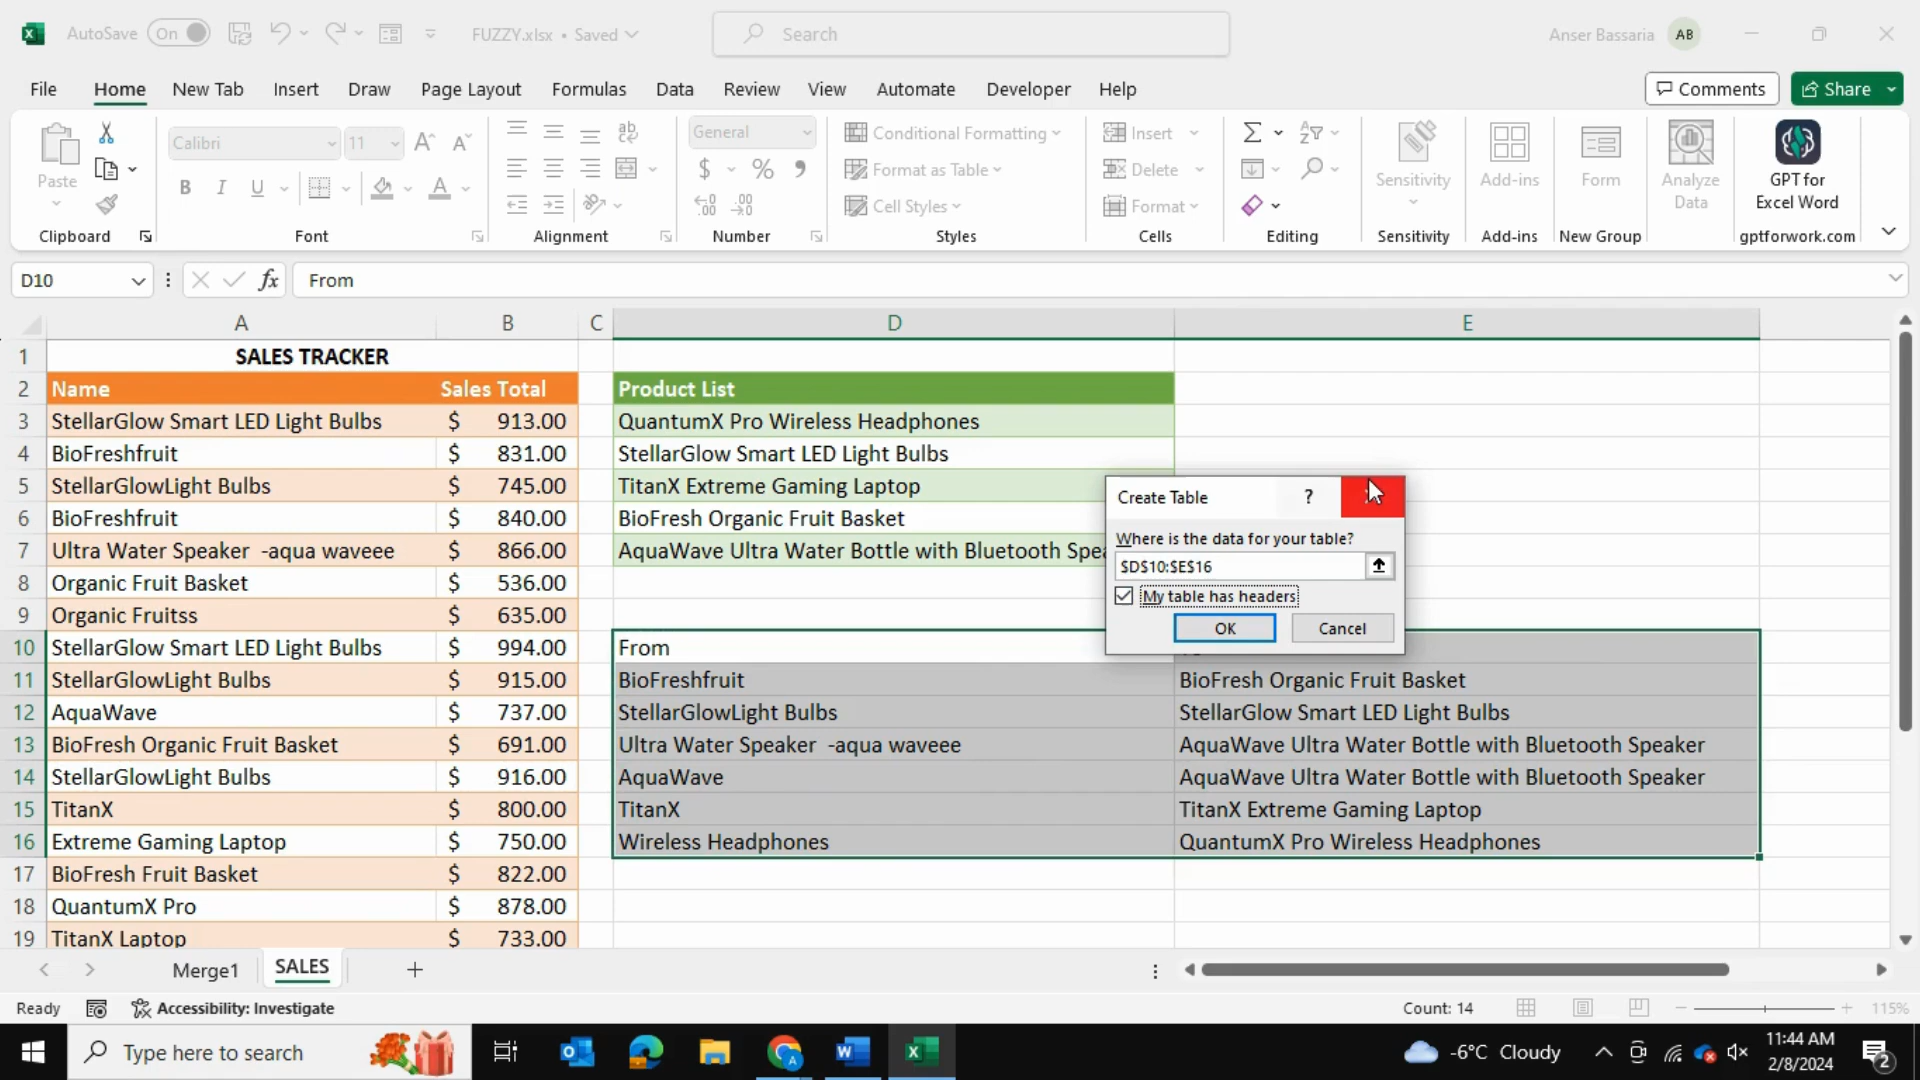 AutoSave On FUZZY.xlsx • Saved Search Anser Bassaria AB
File Home New Tab Insert Draw Page Layout Formulas Data Review View Automate Developer Help Comments Share
Paste Calibri 11 General Conditional Formatting Insert Sensitivity Add-ins Form Analyze Data GPT for Excel Word
B I U A $ % Format as Table Delete
Cell Styles Format
Clipboard Font Alignment Number Styles Cells Editing Sensitivity Add-ins New Group gptforwork.com
D10 fx From
A B C D E
1 SALES TRACKER
2 Name Sales Total Product List
3 StellarGlow Smart LED Light Bulbs $ 913.00 QuantumX Pro Wireless Headphones
4 BioFreshfruit $ 831.00 StellarGlow Smart LED Light Bulbs
5 StellarGlowLight Bulbs $ 745.00 TitanX Extreme Gaming Laptop
6 BioFreshfruit $ 840.00 BioFresh Organic Fruit Basket
7 Ultra Water Speaker -aqua waveee $ 866.00 AquaWave Ultra Water Bottle with Bluetooth Spea
8 Organic Fruit Basket $ 536.00
9 Organic Fruitss $ 635.00
10 StellarGlow Smart LED Light Bulbs $ 994.00 From
11 StellarGlowLight Bulbs $ 915.00 BioFreshfruit BioFresh Organic Fruit Basket
12 AquaWave $ 737.00 StellarGlowLight Bulbs StellarGlow Smart LED Light Bulbs
13 BioFresh Organic Fruit Basket $ 691.00 Ultra Water Speaker -aqua waveee AquaWave Ultra Water Bottle with Bluetooth Speaker
14 StellarGlowLight Bulbs $ 916.00 AquaWave AquaWave Ultra Water Bottle with Bluetooth Speaker
15 TitanX $ 800.00 TitanX TitanX Extreme Gaming Laptop
16 Extreme Gaming Laptop $ 750.00 Wireless Headphones QuantumX Pro Wireless Headphones
17 BioFresh Fruit Basket $ 822.00
18 QuantumX Pro $ 878.00
19 TitanX Laptop $ 733.00
Create Table ?
Where is the data for your table?
$D$10:$E$16
My table has headers
OK Cancel
Merge1 SALES
Ready Accessibility: Investigate Count: 14 115%
Type here to search -6°C Cloudy 11:44 AM
2/8/2024 2